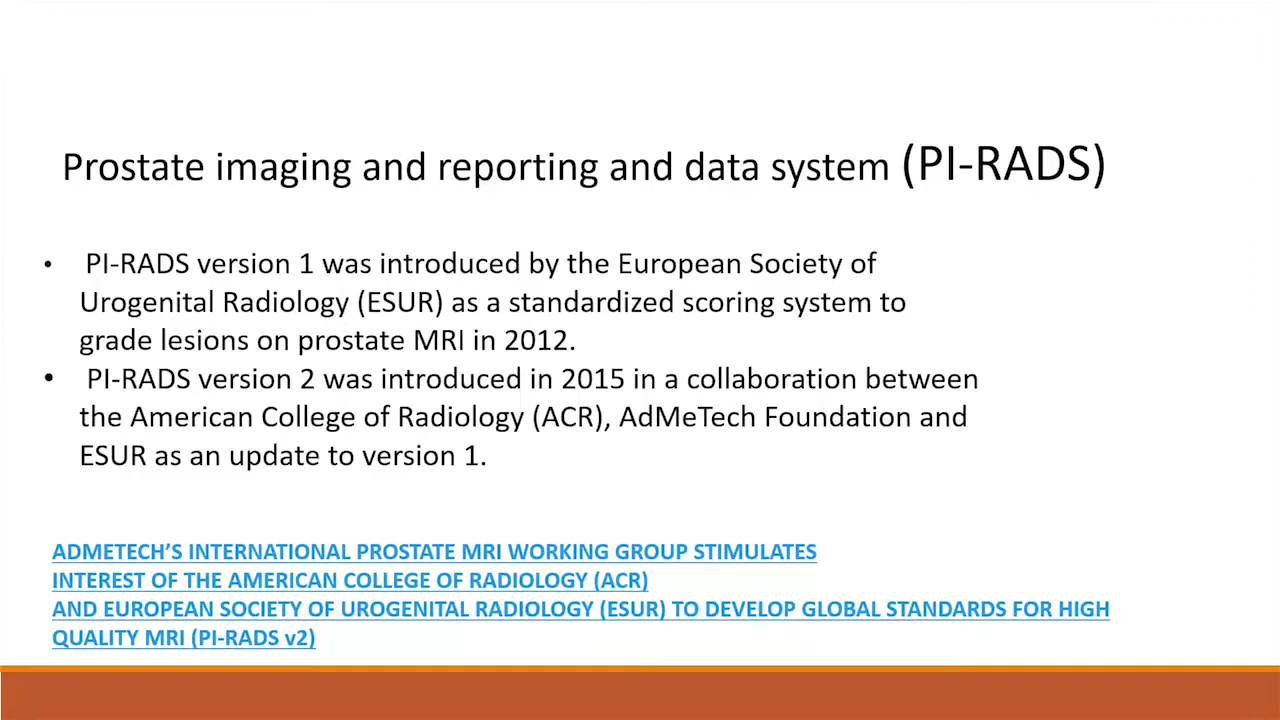 Prostate imaging and reporting and data system (PI-RADS)
• PI-RADS version 1 was introduced by the European Society of
Urogenital Radiology (ESUR) as a standardized scoring system to
grade lesions on prostate MRI in 2012.
• PI-RADS version 2 was introduced in 2015 in a collaboration between
the American College of Radiology (ACR), AdMeTech Foundation and
ESUR as an update to version 1.
ADMETECH’S INTERNATIONAL PROSTATE MRI WORKING GROUP STIMULATES
INTEREST OF THE AMERICAN COLLEGE OF RADIOLOGY (ACR)
AND EUROPEAN SOCIETY OF UROGENITAL RADIOLOGY (ESUR) TO DEVELOP GLOBAL STANDARDS FOR HIGH
QUALITY MRI (PI-RADS v2)